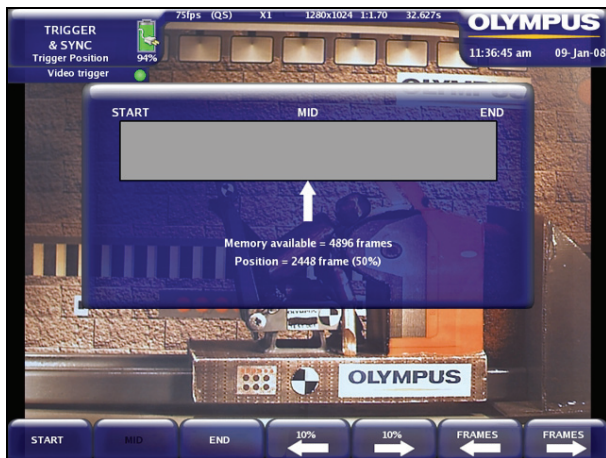 TRIGGER
& SYNC
Trigger Position
94%
Video trigger
75fps (QS) X1 1280x1024 1:1.70 32.627s
OLYMPUS
11:36:45 am 09-Jan-08
START MID END
Memory available = 4896 frames
Position = 2448 frame (50%)
OLYMPUS
START MID END 10% 10% FRAMES FRAMES